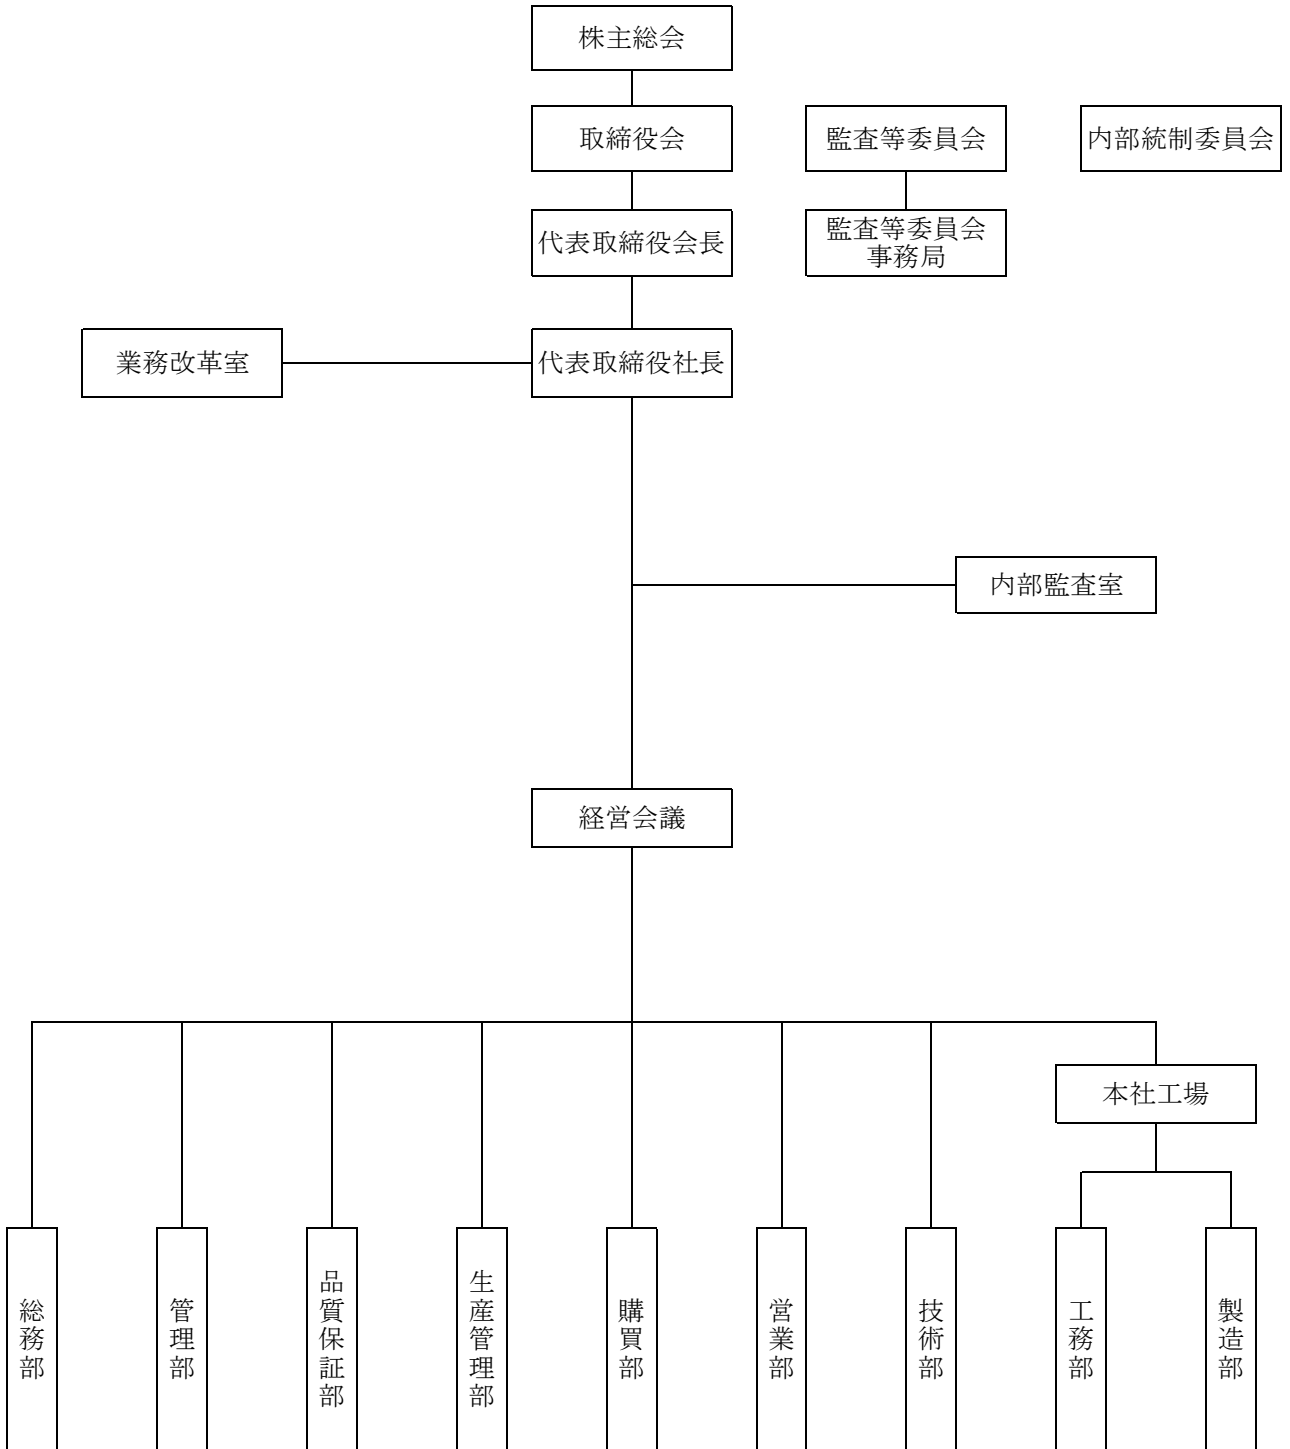 株主総会
取締役会
監査等委員会
内部統制委員会
代表取締役会長
監査等委員会
事務局
業務改革室
代表取締役社長
内部監査室
経営会議
本社工場
総務部
管理部
品質保証部
生産管理部
購買部
営業部
技術部
工務部
製造部